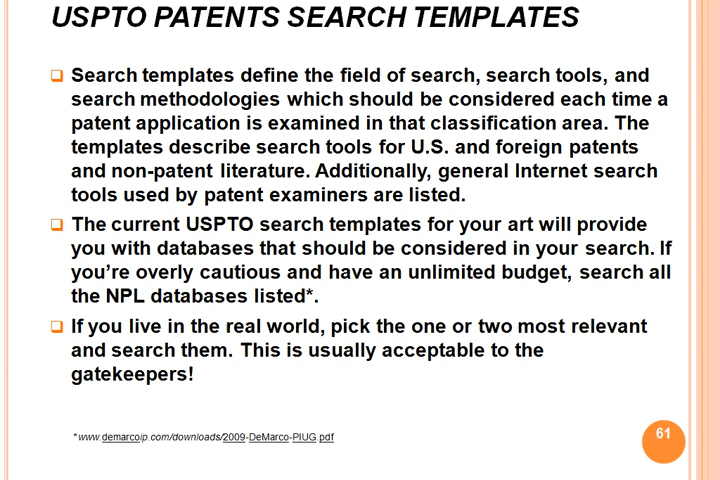 USPTO PATENTS SEARCH TEMPLATES
Search templates define the field of search, search tools, and
search methodologies which should be considered each time a
patent application is examined in that classification area. The
templates describe search tools for U.S. and foreign patents
and non-patent literature. Additionally, general Internet search
tools used by patent examiners are listed.
The current USPTO search templates for your art will provide
you with databases that should be considered in your search. If
you're overly cautious and have an unlimited budget, search all
the NPL databases listed*.
If you live in the real world, pick the one or two most relevant
and search them. This is usually acceptable to the
gatekeepers!
*www.demarcoip.com/downloads/2009-DeMarco-PIUG.pdf
61